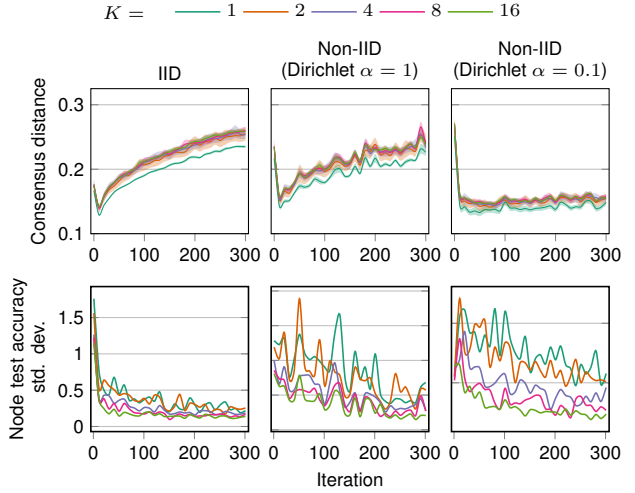 K = 1 2 4 8 16
IID
Non-IID
(Dirichlet α = 1)
Non-IID
(Dirichlet α = 0.1)
Consensus distance
0.3
0.2
0.1
0 100 200 300
0 100 200 300
0 100 200 300
Node test accuracy
std. dev.
1.5
1
0.5
0
0 100 200 300
0 100 200 300
0 100 200 300
Iteration